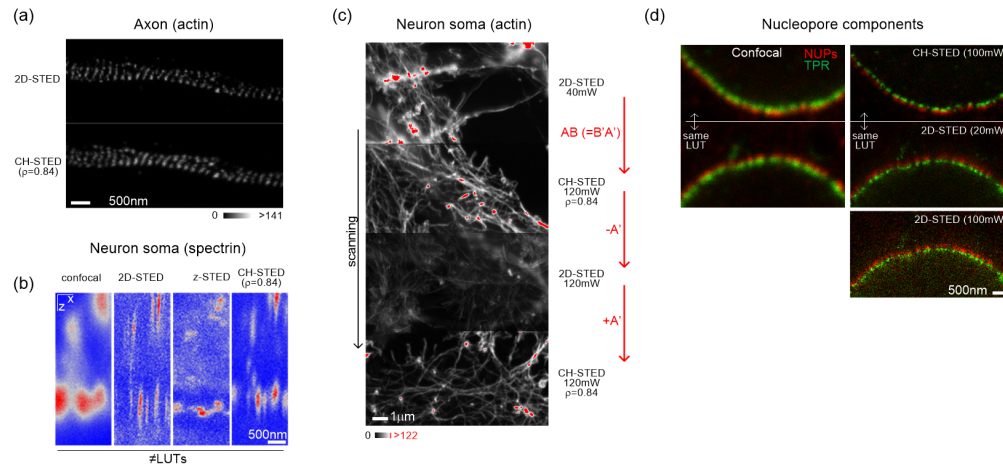 (a)
Axon (actin)
2D-STED
CH-STED
(ρ=0.84)
500nm
0 >141
Neuron soma (spectrin)
(b)
confocal 2D-STED z-STED CH-STED
(ρ=0.84)
x
z
500nm
≠LUTs
(c)
Neuron soma (actin)
scanning
2D-STED
40mW
AB (=B'A')
CH-STED
120mW
ρ=0.84
-A'
2D-STED
120mW
+A'
CH-STED
120mW
ρ=0.84
1μm
0 >122
(d)
Nucleopore components
Confocal
NUPs
TPR
same
LUT
CH-STED (100mW)
same
LUT
2D-STED (20mW)
2D-STED (100mW)
500nm